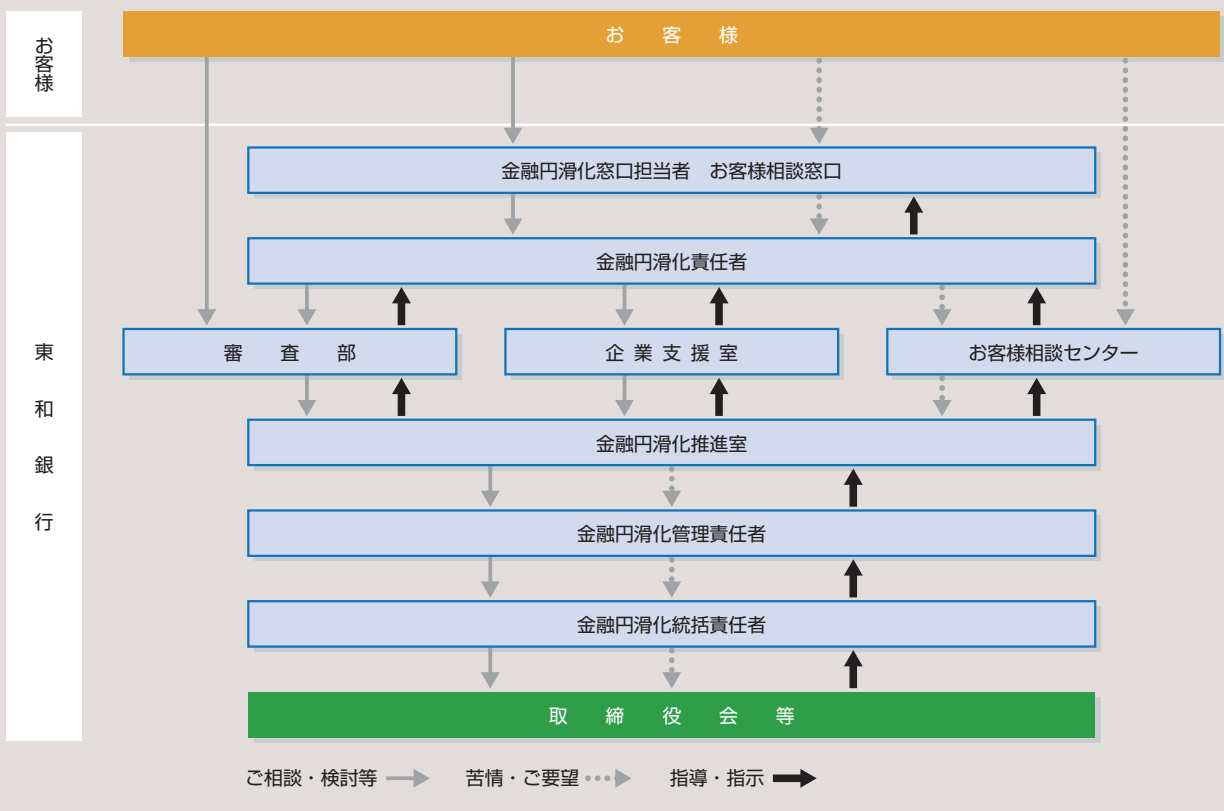 お客様
お客様
東和銀行
金融円滑化窓口担当者　お客様相談窓口
金融円滑化責任者
審査部
企業支援室
お客様相談センター
金融円滑化推進室
金融円滑化管理責任者
金融円滑化統括責任者
取締役会等
ご相談・検討等
苦情・ご要望
指導・指示